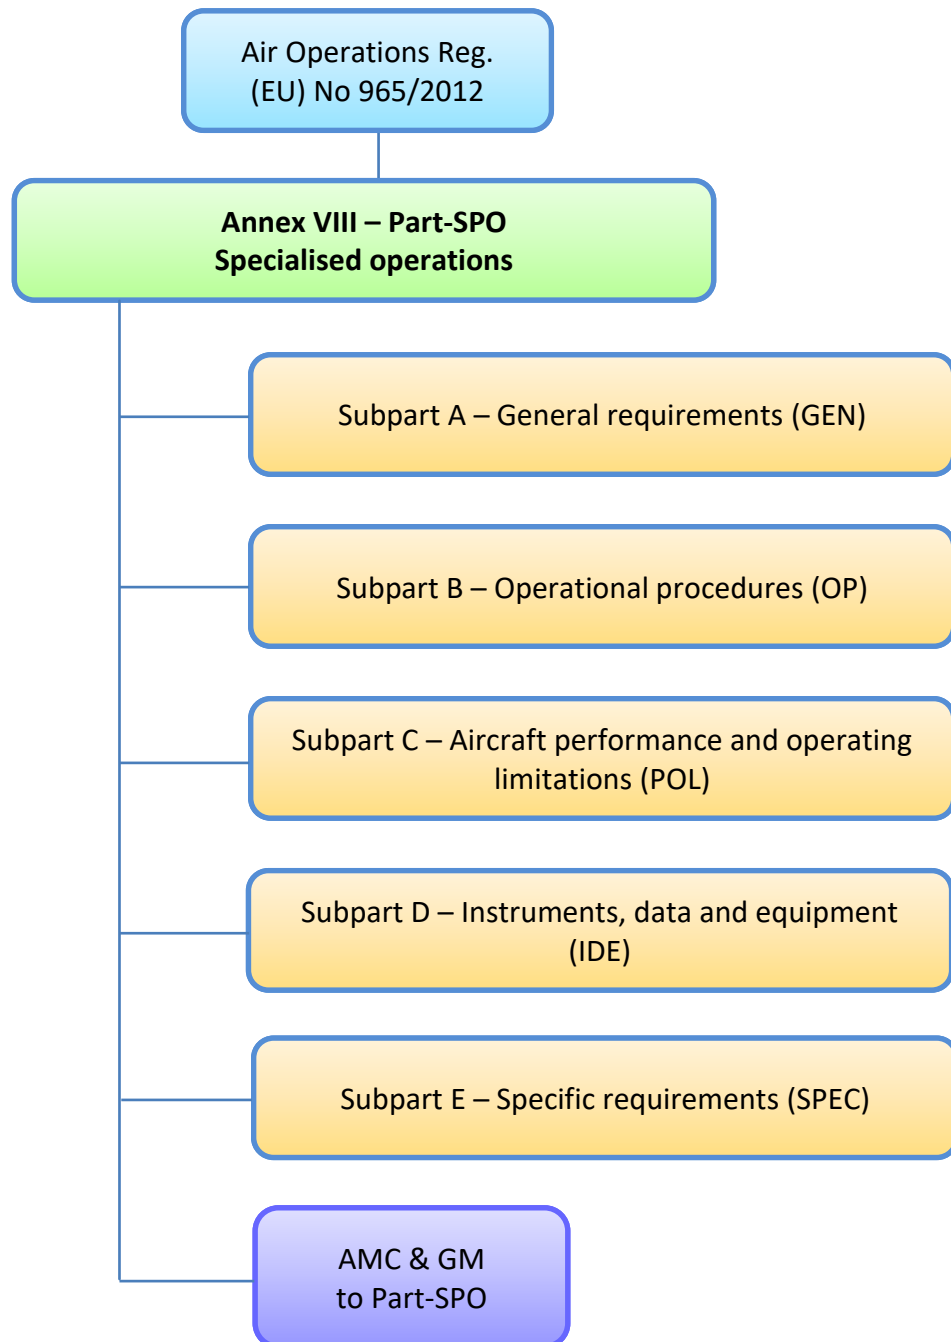 Air Operations Reg.
(EU) No 965/2012
Annex VIII – Part-SPO
Specialised operations
Subpart A – General requirements (GEN)
Subpart B – Operational procedures (OP)
Subpart C – Aircraft performance and operating
limitations (POL)
Subpart D – Instruments, data and equipment
(IDE)
Subpart E – Specific requirements (SPEC)
AMC & GM
to Part-SPO